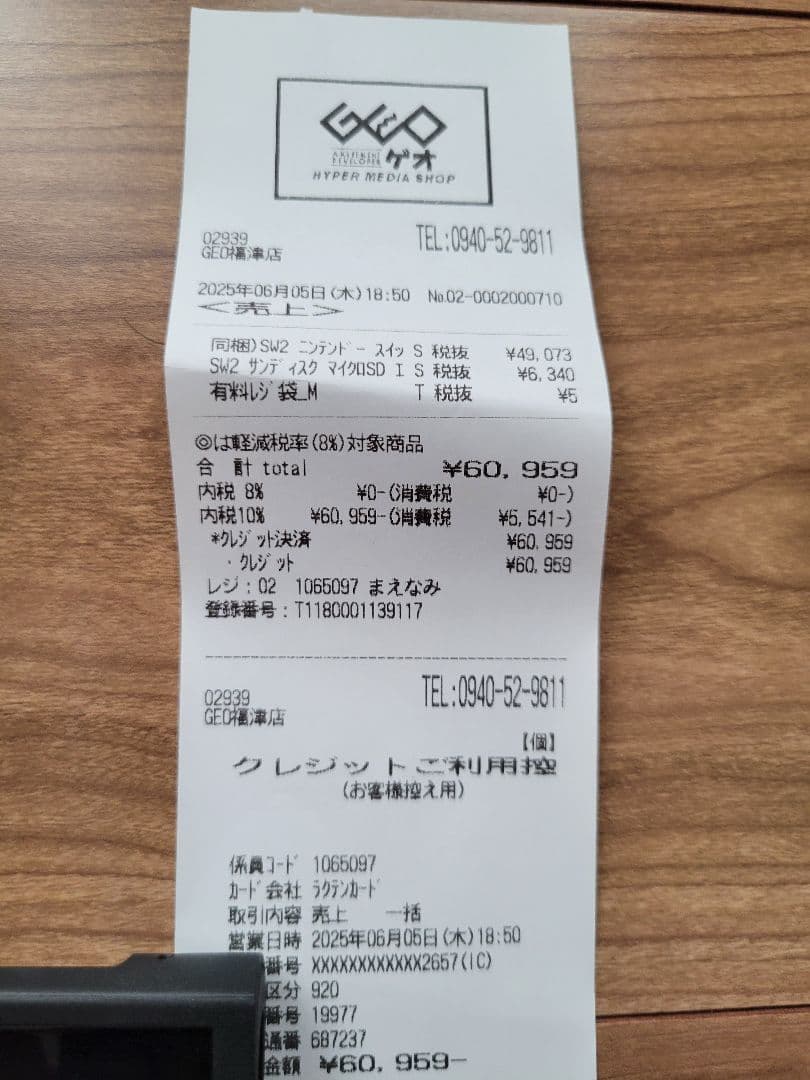 GEO
ゲオ
HYPER MEDIA SHOP
02939
GEO福津店
TEL:0940-52-9811
2025年06月05日(木)18:50 №02-0002000710
<売上>
同梱)SW2 ニンテンドー スイッ S 税抜 ¥49,073
SW2 サンディスク マイクロSD I S 税抜 ¥6,340
有料レジ袋_M T 税抜 ¥5
◎は軽減税率(8%)対象商品
合 計 total ¥60,959
内税 8% ¥0-(消費税 ¥0-)
内税10% ¥60,959-(消費税 ¥5,541-)
*クレジット決済 ¥60,959
・クレジット ¥60,959
レジ:02 1065097 まえなみ
登録番号:T1180001139117
02939
GEO福津店
TEL:0940-52-9811
【個】
クレジットご利用控
(お客様控え用)
係員コード 1065097
カード会社 ラクテンカード
取引内容 売上 一括
営業日時 2025年06月05日(木)18:50
番号 XXXXXXXXXXXX2657(IC)
区分 920
番号 19977
通番 687237
金額 ¥60,959-